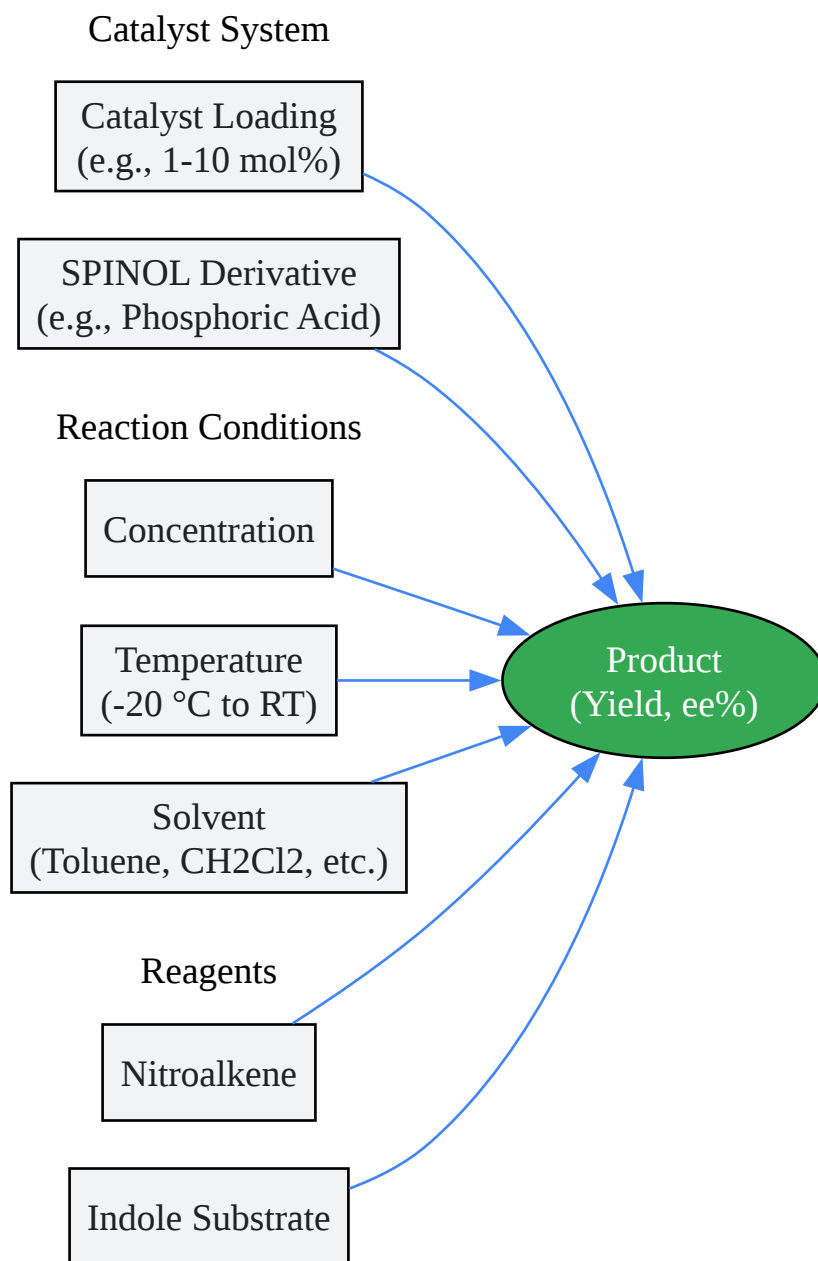 Catalyst System
Catalyst Loading
(e.g., 1-10 mol%)
SPINOL Derivative
(e.g., Phosphoric Acid)
Reaction Conditions
Concentration
Temperature
(-20 °C to RT)
Solvent
(Toluene, CH2Cl2, etc.)
Reagents
Nitroalkene
Indole Substrate
Product
(Yield, ee%)